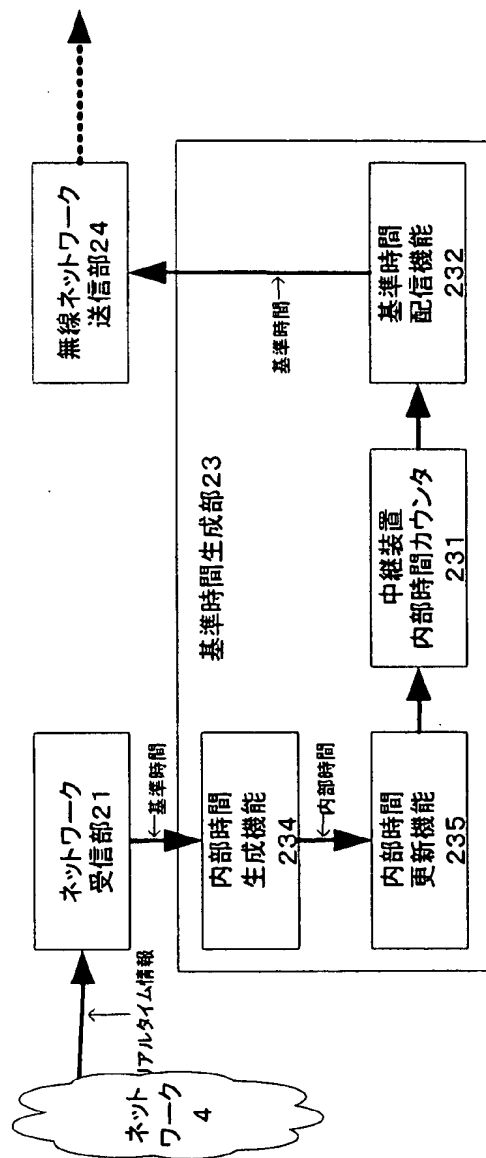 ネット
ワーク
4
リアルタイム情報
ネットワーク
受信部21
基準時間
無線ネットワーク
送信部24
基準時間生成部23
内部時間
生成機能
234
内部時間
内部時間
更新機能
235
中継装置
内部時間カウンタ
231
基準時間
配信機能
232
基準時間